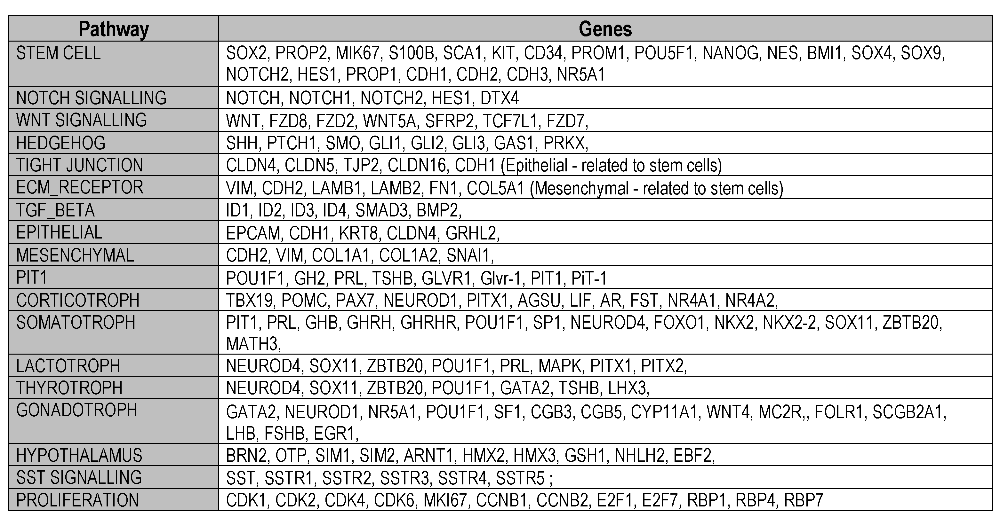 Pathway Genes
STEM CELL SOX2, PROP2, MIK67, S100B, SCA1, KIT, CD34, PROM1, POU5F1, NANOG, NES, BMI1, SOX4, SOX9,
NOTCH2, HES1, PROP1, CDH1, CDH2, CDH3, NR5A1
NOTCH SIGNALLING NOTCH, NOTCH1, NOTCH2, HES1, DTX4
WNT SIGNALLING WNT, FZD8, FZD2, WNT5A, SFRP2, TCF7L1, FZD7,
HEDGEHOG SHH, PTCH1, SMO, GLI1, GLI2, GLI3, GAS1, PRKX,
TIGHT JUNCTION CLDN4, CLDN5, TJP2, CLDN16, CDH1 (Epithelial - related to stem cells)
ECM_RECEPTOR VIM, CDH2, LAMB1, LAMB2, FN1, COL5A1 (Mesenchymal - related to stem cells)
TGF_BETA ID1, ID2, ID3, ID4, SMAD3, BMP2,
EPITHELIAL EPCAM, CDH1, KRT8, CLDN4, GRHL2,
MESENCHYMAL CDH2, VIM, COL1A1, COL1A2, SNAI1,
PIT1 POU1F1, GH2, PRL, TSHB, GLVR1, Glvr-1, PIT1, PiT-1
CORTICOTROPH TBX19, POMC, PAX7, NEUROD1, PITX1, AGSU, LIF, AR, FST, NR4A1, NR4A2,
SOMATOTROPH PIT1, PRL, GHB, GHRH, GHRHR, POU1F1, SP1, NEUROD4, FOXO1, NKX2, NKX2-2, SOX11, ZBTB20,
MATH3,
LACTOTROPH NEUROD4, SOX11, ZBTB20, POU1F1, PRL, MAPK, PITX1, PITX2,
THYROTROPH NEUROD4, SOX11, ZBTB20, POU1F1, GATA2, TSHB, LHX3,
GONADOTROPH GATA2, NEUROD1, NR5A1, POU1F1, SF1, CGB3, CGB5, CYP11A1, WNT4, MC2R,, FOLR1, SCGB2A1,
LHB, FSHB, EGR1,
HYPOTHALAMUS BRN2, OTP, SIM1, SIM2, ARNT1, HMX2, HMX3, GSH1, NHLH2, EBF2,
SST SIGNALLING SST, SSTR1, SSTR2, SSTR3, SSTR4, SSTR5 ;
PROLIFERATION CDK1, CDK2, CDK4, CDK6, MKI67, CCNB1, CCNB2, E2F1, E2F7, RBP1, RBP4, RBP7